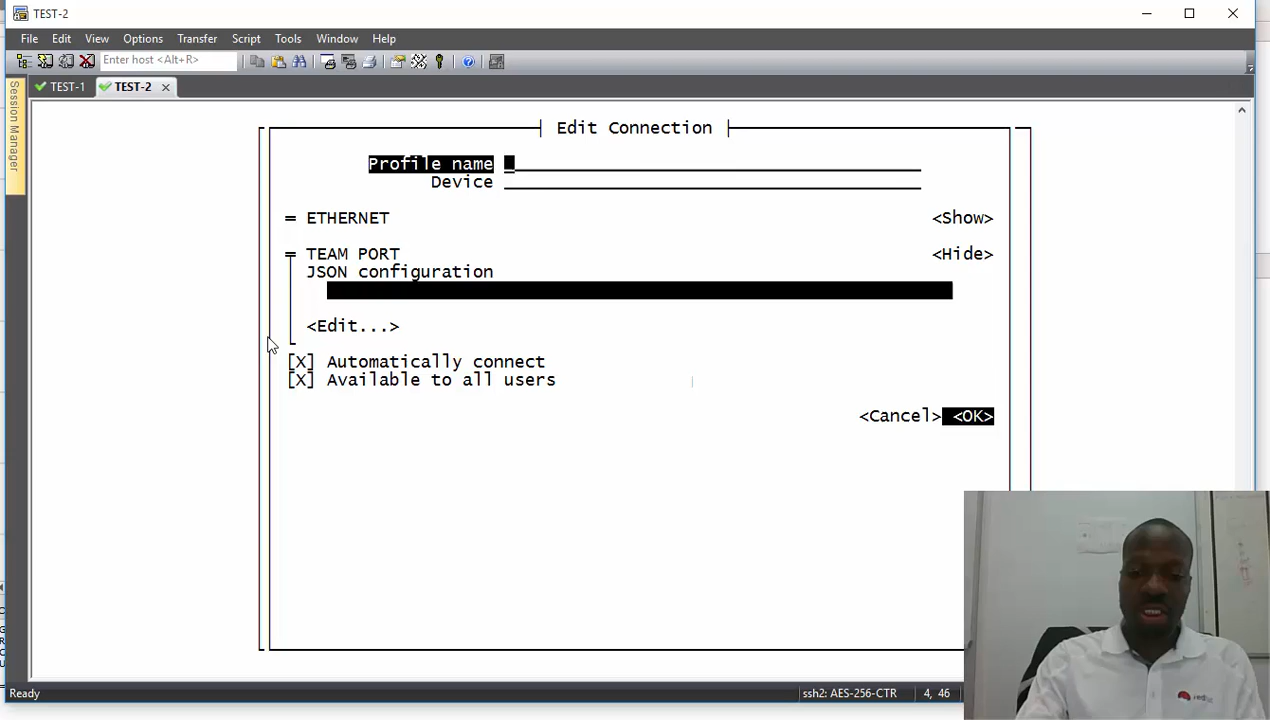 TEST-2
File Edit View Options Transfer Script Tools Window Help
Enter host <Alt+R>
TEST-1 TEST-2
Session Manager
Edit Connection
Profile name
Device
= ETHERNET <Show>
= TEAM PORT <Hide>
JSON configuration
<Edit...>
[X] Automatically connect
[X] Available to all users
<Cancel> <OK>
Ready ssh2: AES-256-CTR 4, 46